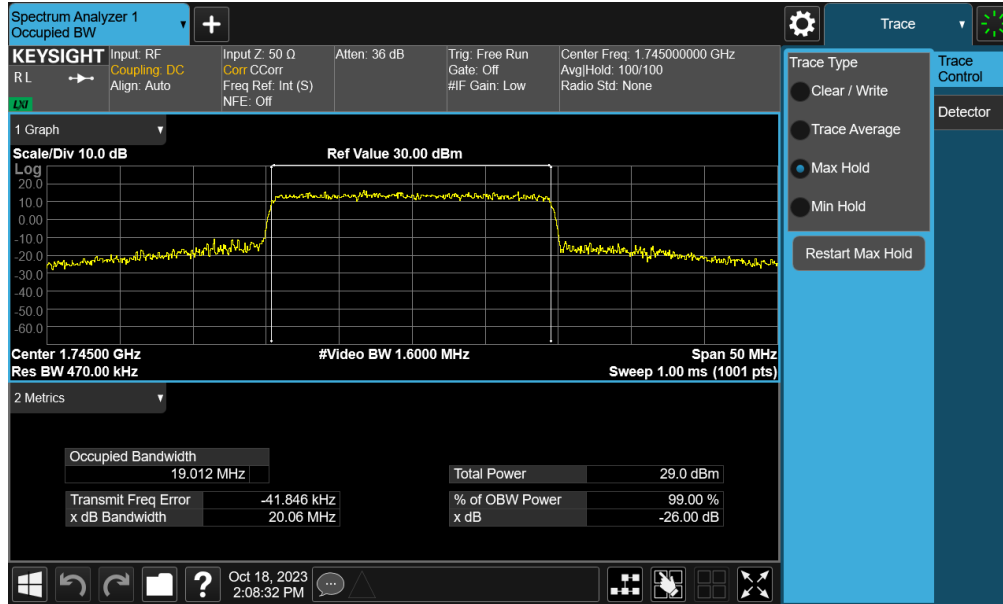 Spectrum Analyzer 1
Occupied BW
Trace
KEYSIGHT
R L
LXI
Input: RF
Coupling: DC
Align: Auto
Input Z: 50 Ω
Corr CCorr
Freq Ref: Int (S)
NFE: Off
Atten: 36 dB
Trig: Free Run
Gate: Off
#IF Gain: Low
Center Freq: 1.745000000 GHz
Avg|Hold: 100/100
Radio Std: None
Trace Type
Clear / Write
Trace Average
Max Hold
Min Hold
Restart Max Hold
Trace
Control
Detector
1 Graph
Scale/Div 10.0 dB
Ref Value 30.00 dBm
Log
20.0
10.0
0.00
-10.0
-20.0
-30.0
-40.0
-50.0
-60.0
Center 1.74500 GHz
#Video BW 1.6000 MHz
Span 50 MHz
Res BW 470.00 kHz
Sweep 1.00 ms (1001 pts)
2 Metrics
Occupied Bandwidth
19.012 MHz
Total Power 29.0 dBm
Transmit Freq Error -41.846 kHz
% of OBW Power 99.00 %
x dB Bandwidth 20.06 MHz
x dB -26.00 dB
?
Oct 18, 2023
2:08:32 PM